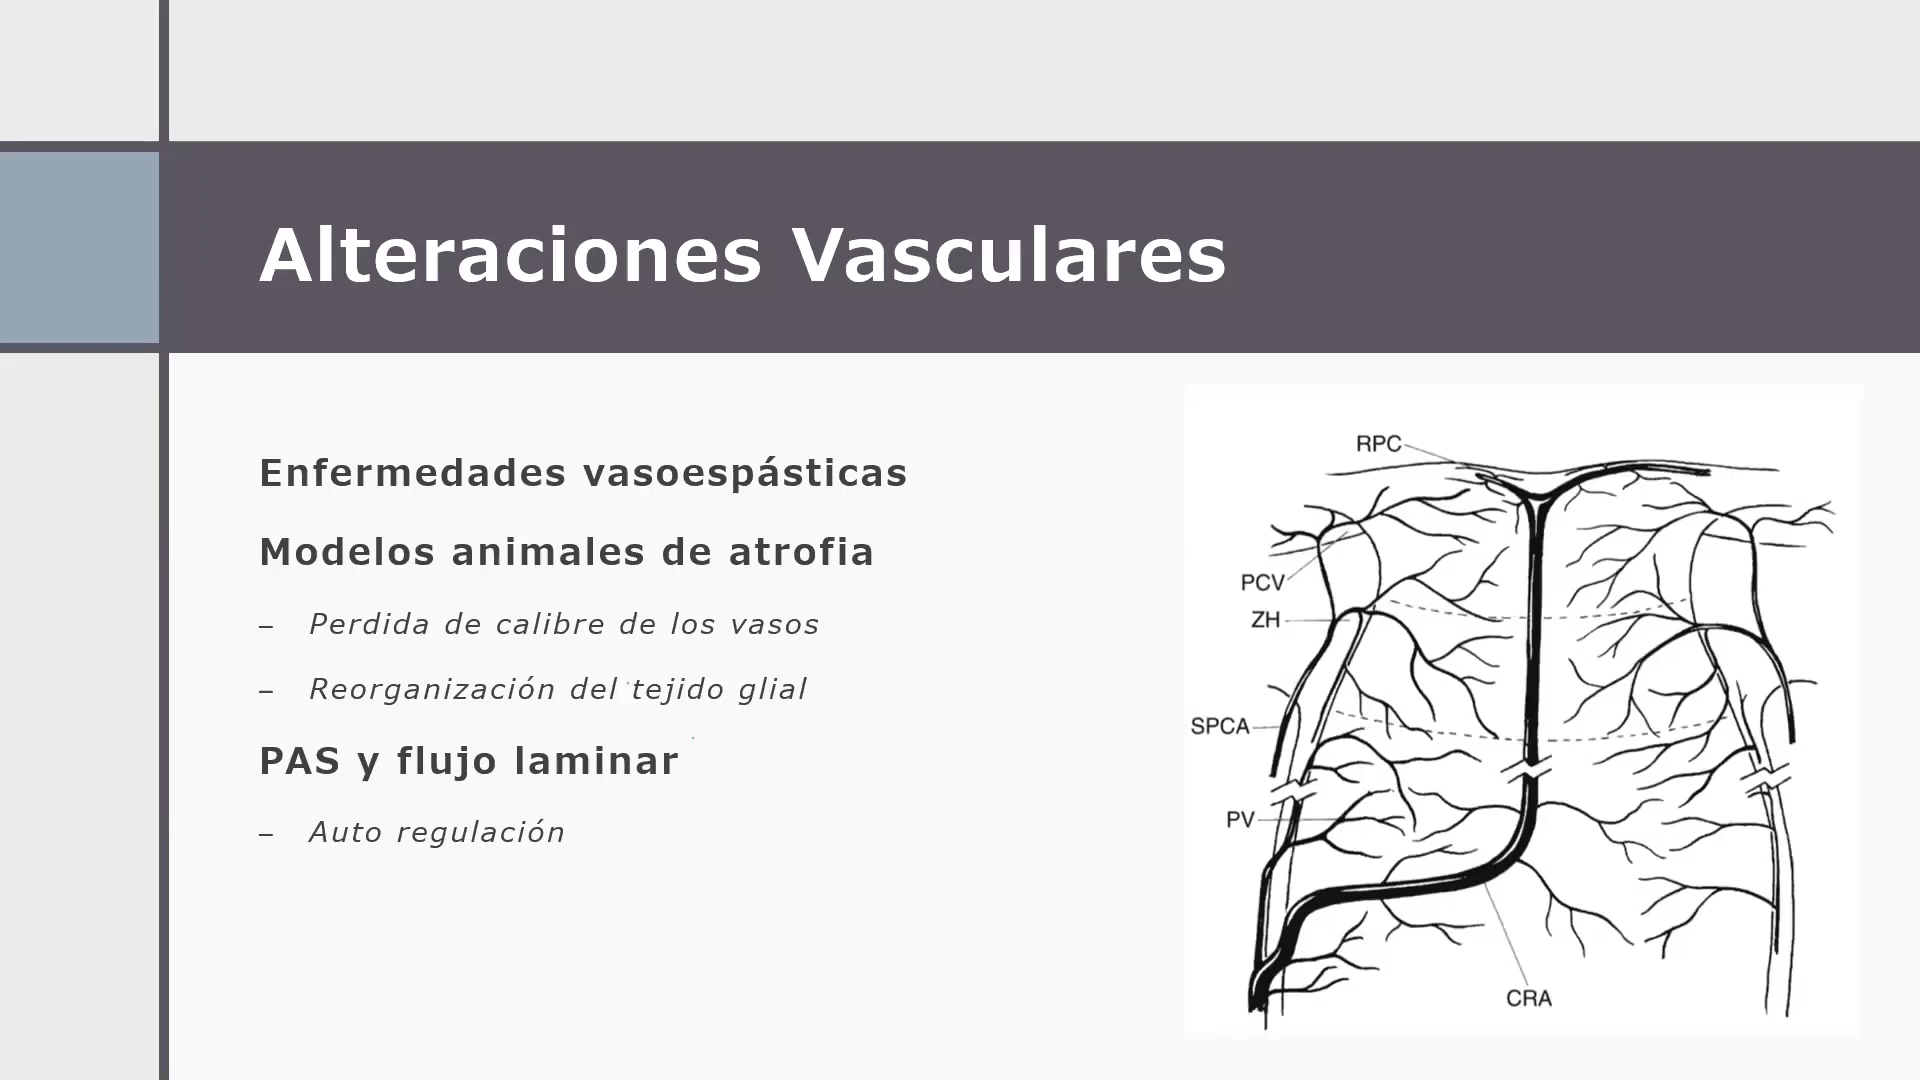 Alteraciones Vasculares
Enfermedades vasoespásticas
Modelos animales de atrofia
– Perdida de calibre de los vasos
– Reorganización del tejido glial
PAS y flujo laminar
– Auto regulación
RPC
PCV
ZH
SPCA
PV
CRA